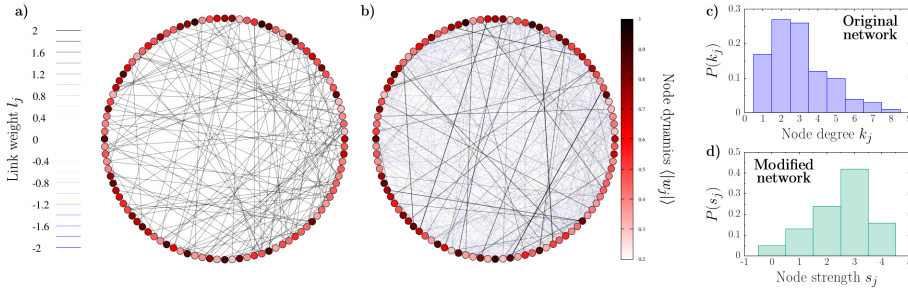 a)
Link weight l_j
2
1.6
1.2
0.8
0.4
0
-0.4
-0.8
-1.2
-1.6
-2
b)
Node dynamics ⟨|w_j|⟩
1
0.9
0.8
0.7
0.6
0.5
0.4
0.3
0.2
c)
Original
network
P(k_j)
0.3
0.2
0.1
0
0 1 2 3 4 5 6 7 8 9
Node degree k_j
d)
Modified
network
P(s_j)
0.5
0.4
0.3
0.2
0.1
0
-1 0 1 2 3 4
Node strength s_j